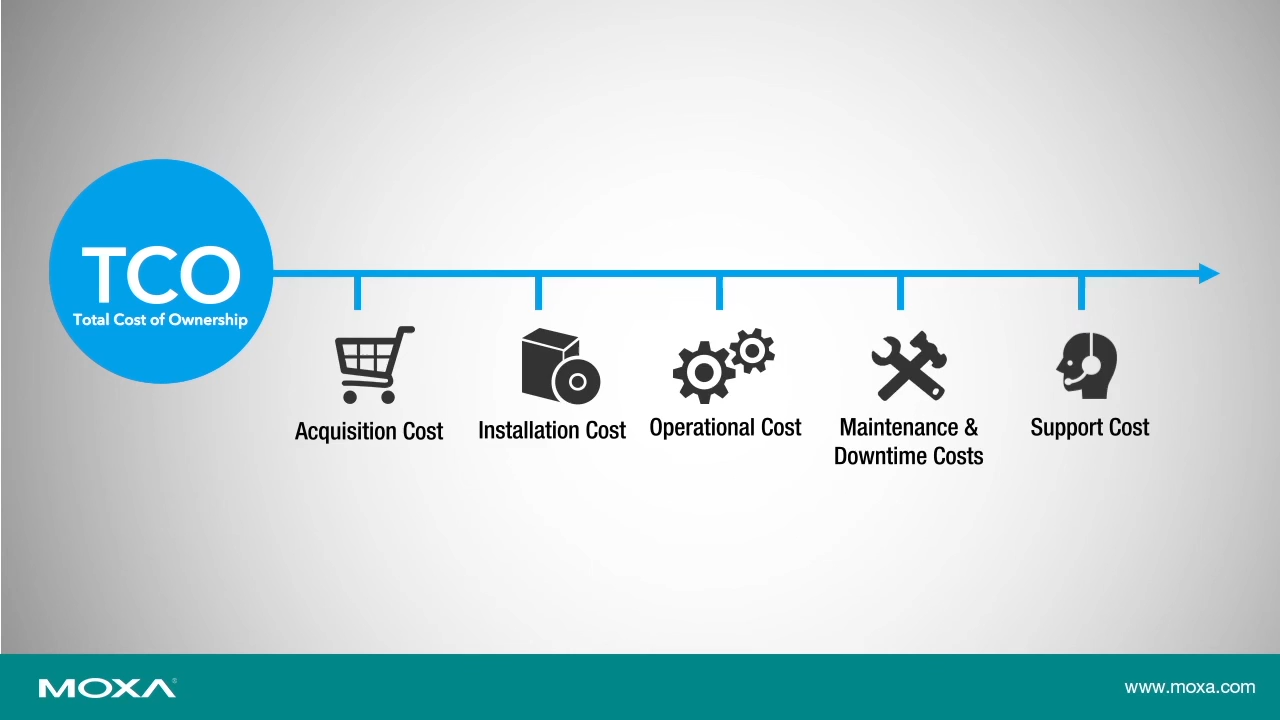 TCO
Total Cost of Ownership
Acquisition Cost
Installation Cost
Operational Cost
Maintenance &
Downtime Costs
Support Cost
MOXA®
www.moxa.com